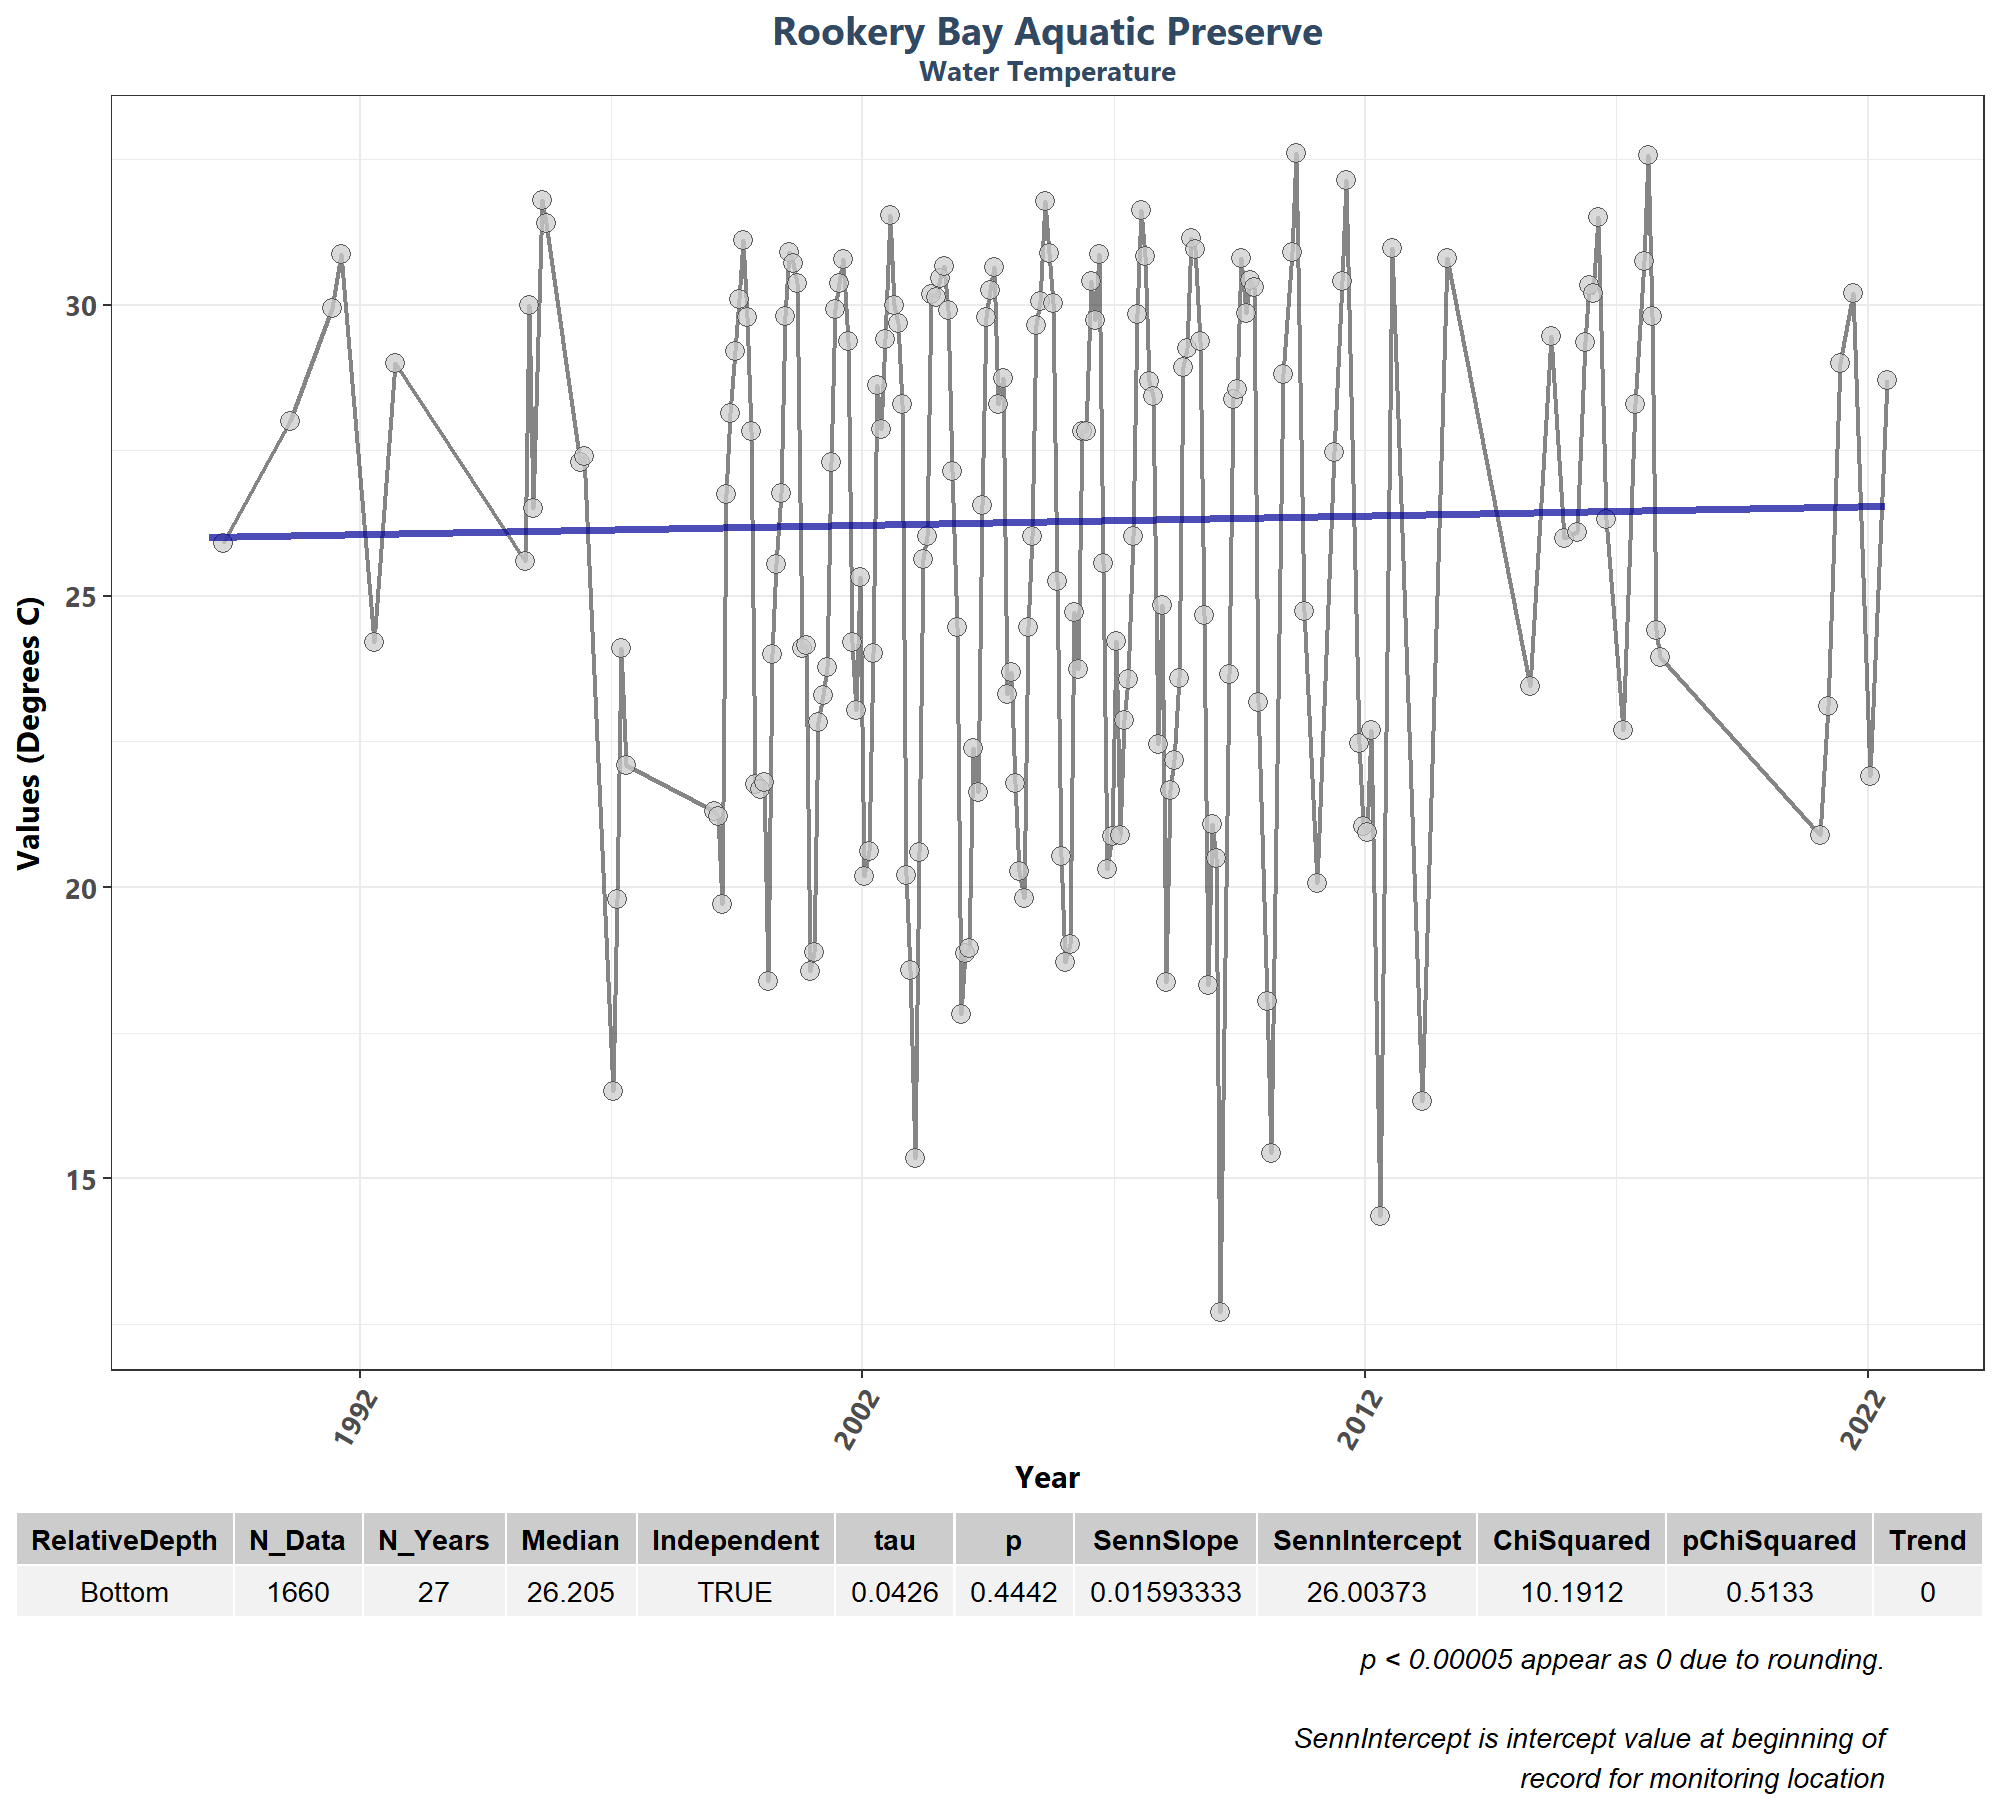 Rookery Bay Aquatic Preserve
Water Temperature
Values (Degrees C)
30
25
20
15
1992 2002 2012 2022
Year
RelativeDepth N_Data N_Years Median Independent tau p SennSlope SennIntercept ChiSquared pChiSquared Trend
Bottom 1660 27 26.205 TRUE 0.0426 0.4442 0.01593333 26.00373 10.1912 0.5133 0
p < 0.00005 appear as 0 due to rounding.
SennIntercept is intercept value at beginning of
record for monitoring location